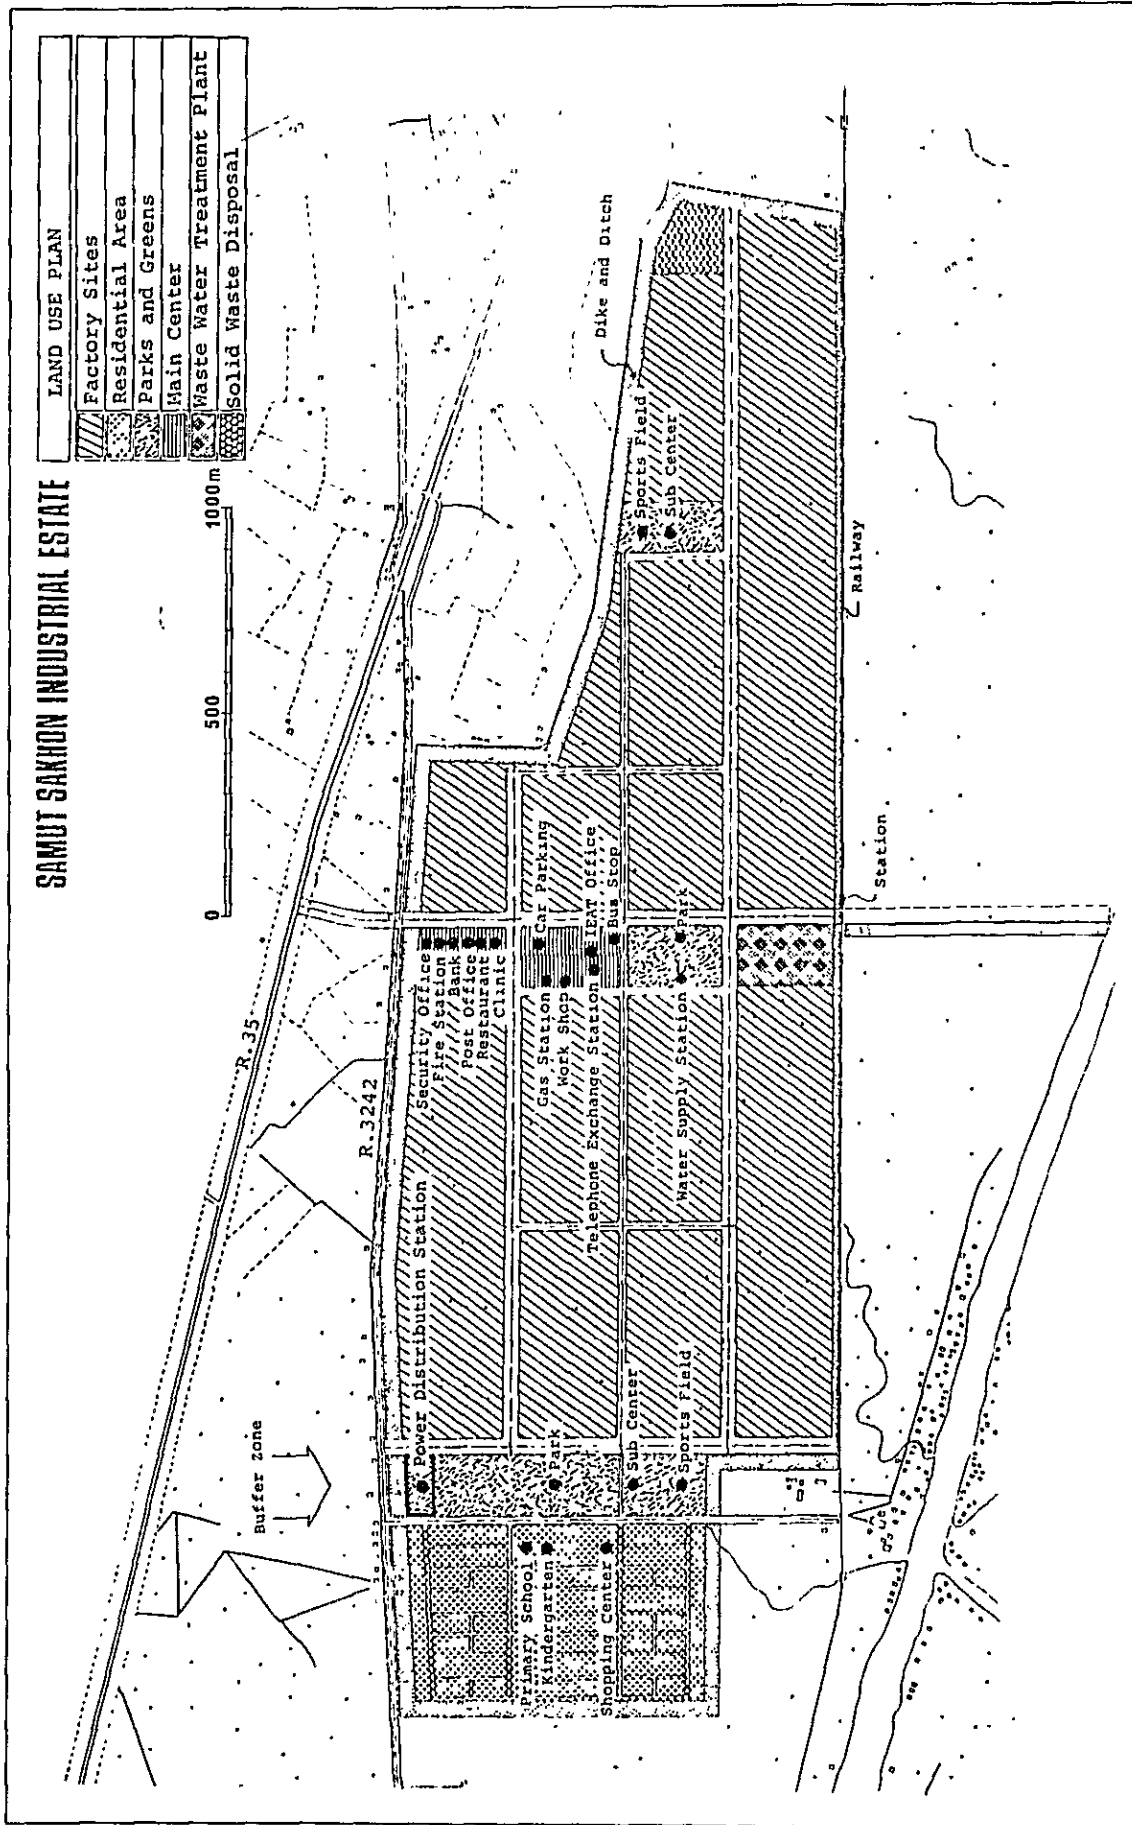 SAMUT SAKHON INDUSTRIAL ESTATE
0 500 1000m
LAND USE PLAN
Factory Sites
Residential Area
Parks snd Greens
Main Center
Waste Water Treatment Plant
Solid Waste Disposal
R.35
R.3242
Buffer Zone
Power Distribution Station
Security Office
Fire Station
Bank
Post Office
Restaurant
Clinic
Car Parking
Gas Station
Work Shop
IEAT Office
Telephone Exchange Station
Bus Stop
Park
Water Supply Station
Dike and Ditch
Sports Field
Sub Center
Railway
Station
Park
Sub Center
Sports Field
Primary School
Kindergarten
Shopping Center